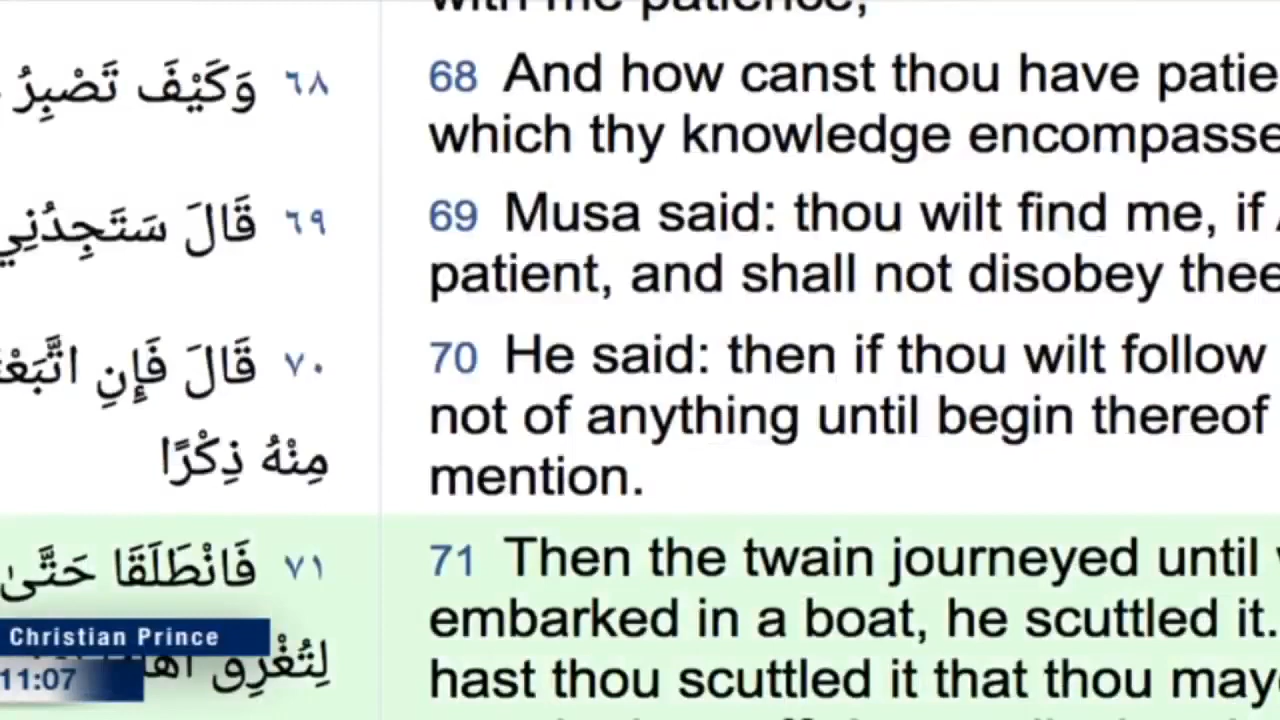 with me patience,
٦٨ وَكَيْفَ تَصْبِرُ
68 And how canst thou have patie
which thy knowledge encompasse
٦٩ قَالَ سَتَجِدُنِي
69 Musa said: thou wilt find me, if
patient, and shall not disobey thee
٧٠ قَالَ فَإِنِ اتَّبَعْتَ
مِنْهُ ذِكْرًا
70 He said: then if thou wilt follow
not of anything until begin thereof
mention.
٧١ فَانْطَلَقَا حَتَّىٰ
لِتُغْرِقَ أَهْلَهَا
71 Then the twain journeyed until
embarked in a boat, he scuttled it.
hast thou scuttled it that thou may
Christian Prince
11:07